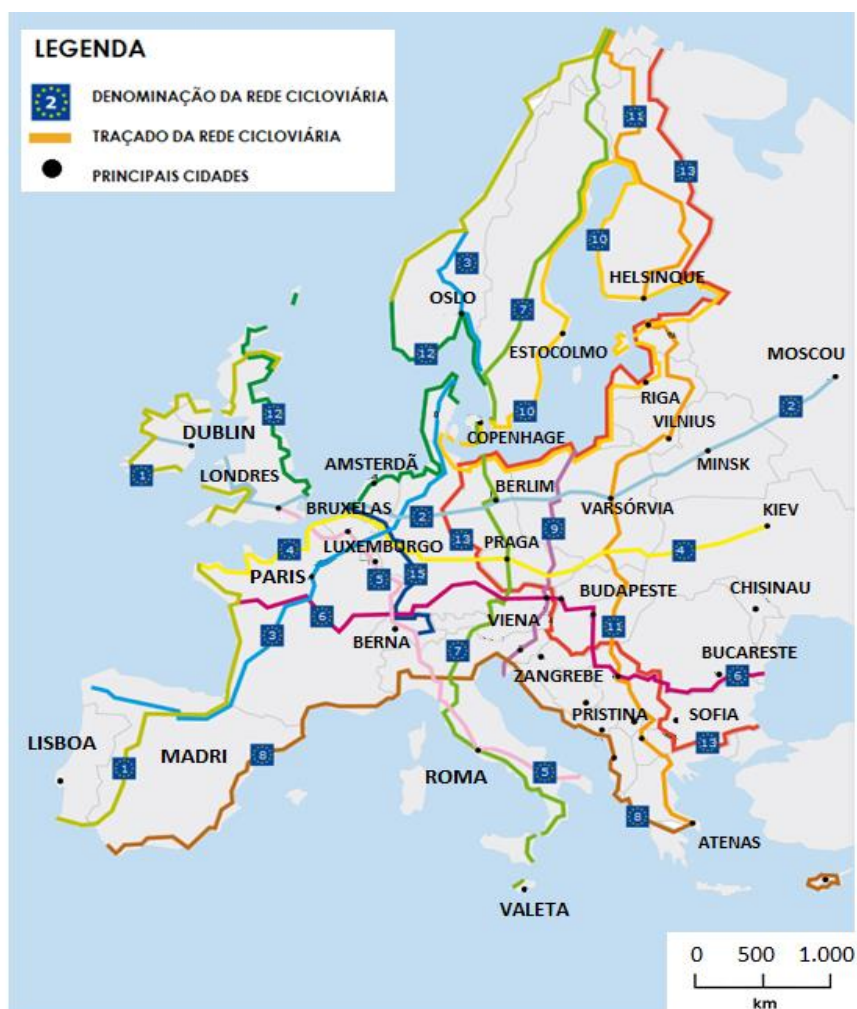 LEGENDA
2
DENOMINAÇÃO DA REDE CICLOVIÁRIA
TRAÇADO DA REDE CICLOVIÁRIA
PRINCIPAIS CIDADES
11
13
10
3
HELSINQUE
OSLO
7
12
ESTOCOLMO
MOSCOU
12
10
2
RIGA
DUBLIN
COPENHAGE
VILNIUS
1
AMSTERDÃ
MINSK
LONDRES
BERLIM
BRUXELAS
2
VARSÓRVIA
KIEV
9
13
PRAGA
4
LUXEMBURGO
4
5
15
PARIS
BUDAPESTE
CHISINAU
6
VIENA
11
3
BERNA
7
BUCARESTE
ZANGREBE
6
LISBOA
MADRI
PRISTINA
SOFIA
13
1
8
ROMA
5
8
ATENAS
VALETA
0 500 1.000
km